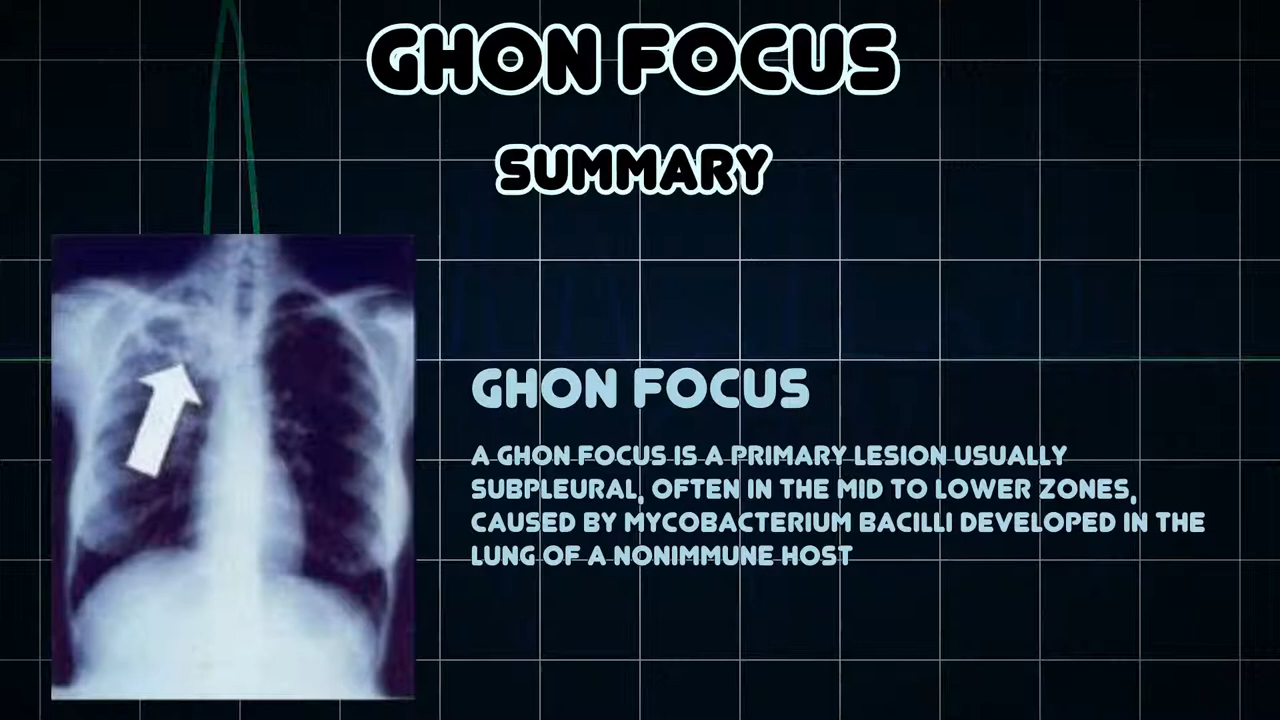 GHON FOCUS
SUMMARY
GHON FOCUS
A GHON FOCUS IS A PRIMARY LESION USUALLY
SUBPLEURAL, OFTEN IN THE MID TO LOWER ZONES,
CAUSED BY MYCOBACTERIUM BACILLI DEVELOPED IN THE
LUNG OF A NONIMMUNE HOST